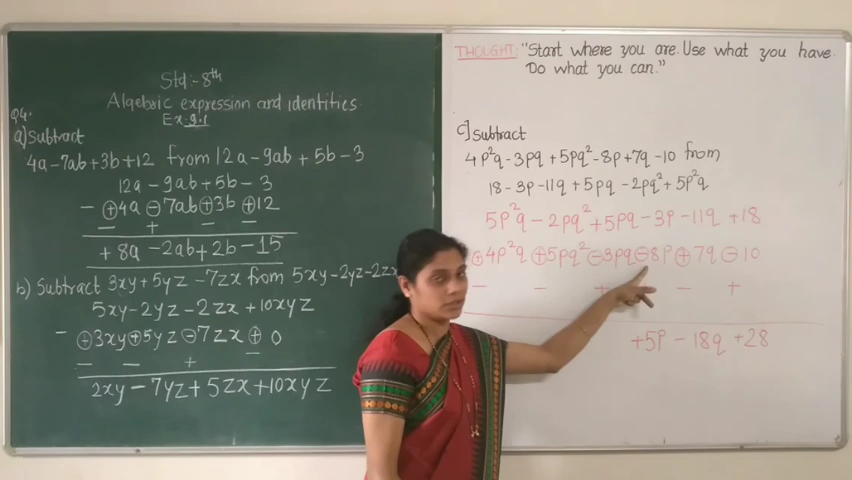 Std:- 8th
Algebric expression and identities
Ex-9.1
Q4.
a) Subtract
4a-7ab+3b+12 from 12a-9ab+5b-3
12a-9ab+5b-3
- ⊕4a ⊖7ab ⊕3b ⊕12
- + - -
+8a -2ab+2b-15
b) Subtract 3xy+5yz-7zx from 5xy-2yz-2zx
5xy-2yz-2zx+10xyz
- ⊕3xy ⊕5yz ⊖7zx ⊕ 0
- - + -
2xy-7yz+5zx+10xyz
THOUGHT: "Start where you are. Use what you have.
Do what you can."
c] Subtract
4p²q-3pq+5pq²-8p+7q-10 from
18-3p-11q+5pq-2pq²+5p²q
5p²q-2pq²+5pq-3p-11q+18
⊕4p²q ⊕5pq² ⊖3pq ⊖8p ⊕7q ⊖10
- - + - +
+5p-18q+28